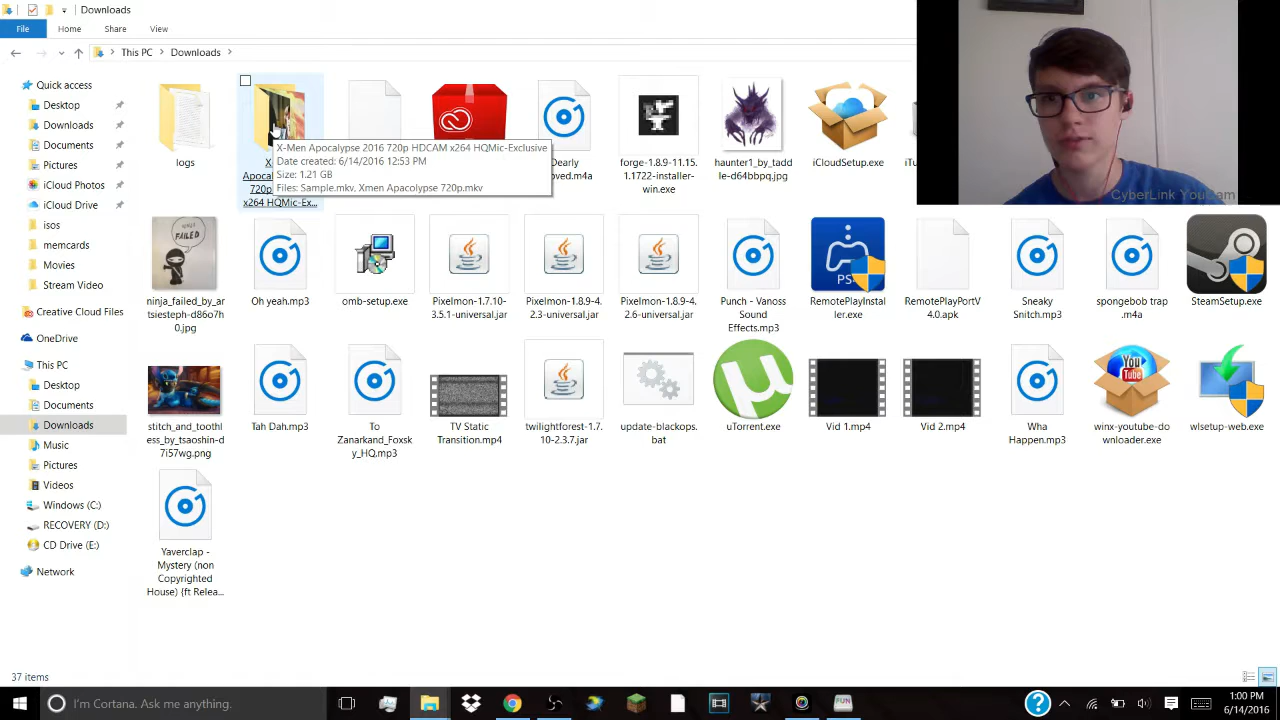 Downloads
File Home Share View
This PC Downloads
Quick access
Desktop
Downloads
Documents
Pictures
iCloud Photos
iCloud Drive
isos
memcards
Movies
Stream Video
Creative Cloud Files
OneDrive
This PC
Desktop
Documents
Downloads
Music
Pictures
Videos
Windows (C:)
RECOVERY (D:)
CD Drive (E:)
Network
logs
X-
Apocal
720p
x264 HQMic-Ex...
X-Men Apocalypse 2016 720p HDCAM x264 HQMic-Exclusive
Date created: 6/14/2016 12:53 PM
Size: 1.21 GB
Files: Sample.mkv, Xmen Apacolypse 720p.mkv
Dearly
oved.m4a
forge-1.8.9-11.15.
1.1722-installer-
win.exe
haunter1_by_tadd
le-d64bbpq.jpg
iCloudSetup.exe
iTu
CyberLink YouCam
ninja_failed_by_ar
tsiesteph-d86o7h
0.jpg
Oh yeah.mp3
omb-setup.exe
Pixelmon-1.7.10-
3.5.1-universal.jar
Pixelmon-1.8.9-4.
2.3-universal.jar
Pixelmon-1.8.9-4.
2.6-universal.jar
Punch - Vanoss
Sound
Effects.mp3
PS4
RemotePlayInstal
ler.exe
RemotePlayPortV
4.0.apk
Sneaky
Snitch.mp3
spongebob trap
.m4a
SteamSetup.exe
stitch_and_toothl
ess_by_tsaoshin-d
7i57wg.png
Tah Dah.mp3
To
Zanarkand_Foxsk
y_HQ.mp3
TV Static
Transition.mp4
twilightforest-1.7.
10-2.3.7.jar
update-blackops.
bat
uTorrent.exe
Vid 1.mp4
Vid 2.mp4
Wha
Happen.mp3
You
Tube
winx-youtube-do
wnloader.exe
wlsetup-web.exe
Yaverclap -
Mystery (non
Copyrighted
House) {ft Relea...
37 items
I'm Cortana. Ask me anything.
FUN
1:00 PM
6/14/2016